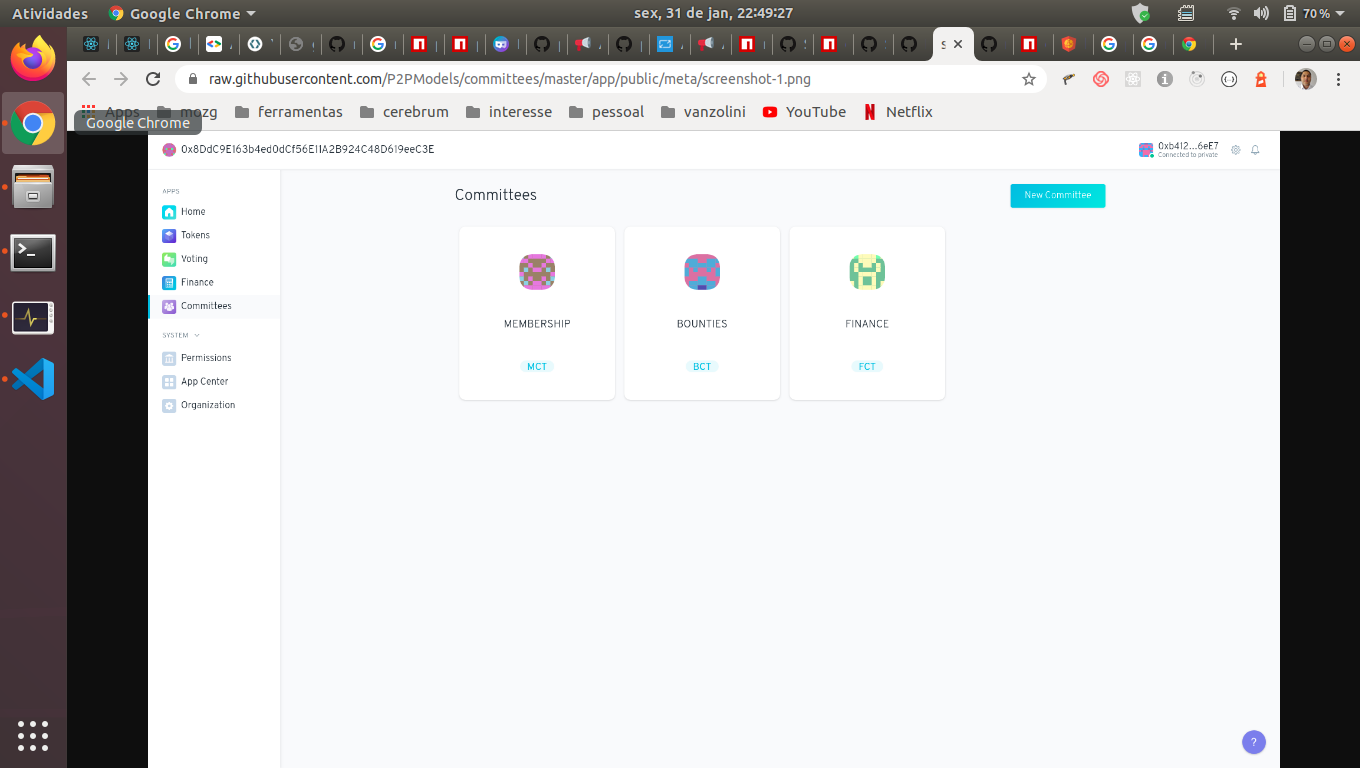 Atividades Google Chrome sex, 31 de jan, 22:49:27 70 %
raw.githubusercontent.com/P2PModels/committees/master/app/public/meta/screenshot-1.png
Apps mozg ferramentas cerebrum interesse pessoal vanzolini YouTube Netflix
Google Chrome
0x8DdC9E163b4ed0dCf56E11A2B924C48D619eeC3E
0xb412...6eE7
Connected to private
APPS
Home
Tokens
Voting
Finance
Committees
SYSTEM
Permissions
App Center
Organization
Committees
New Committee
MEMBERSHIP
MCT
BOUNTIES
BCT
FINANCE
FCT
?